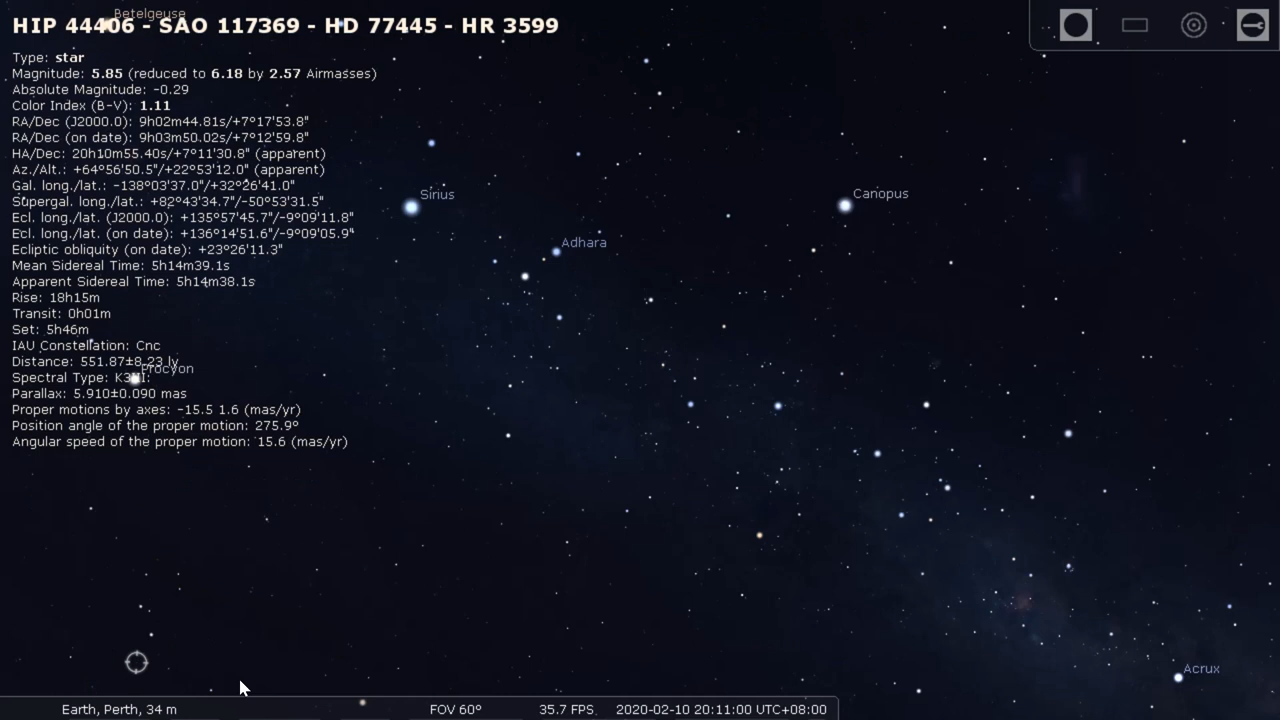 Betelgeuse
HIP 44406 - SAO 117369 - HD 77445 - HR 3599
Type: star
Magnitude: 5.85 (reduced to 6.18 by 2.57 Airmasses)
Absolute Magnitude: -0.29
Color Index (B-V): 1.11
RA/Dec (J2000.0): 9h02m44.81s/+7°17'53.8"
RA/Dec (on date): 9h03m50.02s/+7°12'59.8"
HA/Dec: 20h10m55.40s/+7°11'30.8" (apparent)
Az./Alt.: +64°56'50.5"/+22°53'12.0" (apparent)
Gal. long./lat.: -138°03'37.0"/+32°26'41.0"
Supergal. long./lat.: +82°43'34.7"/-50°53'31.5"
Ecl. long./lat. (J2000.0): +135°57'45.7"/-9°09'11.8"
Ecl. long./lat. (on date): +136°14'51.6"/-9°09'05.9"
Ecliptic obliquity (on date): +23°26'11.3"
Mean Sidereal Time: 5h14m39.1s
Apparent Sidereal Time: 5h14m38.1s
Rise: 18h15m
Transit: 0h01m
Set: 5h46m
IAU Constellation: Cnc
Distance: 551.87±8.23 ly
Procyon
Spectral Type:
Parallax: 5.910±0.090 mas
Proper motions by axes: -15.5 1.6 (mas/yr)
Position angle of the proper motion: 275.9°
Angular speed of the proper motion: 15.6 (mas/yr)
Sirius
Canopus
Adhara
Acrux
Earth, Perth, 34 m
FOV 60°
35.7 FPS
2020-02-10 20:11:00 UTC+08:00